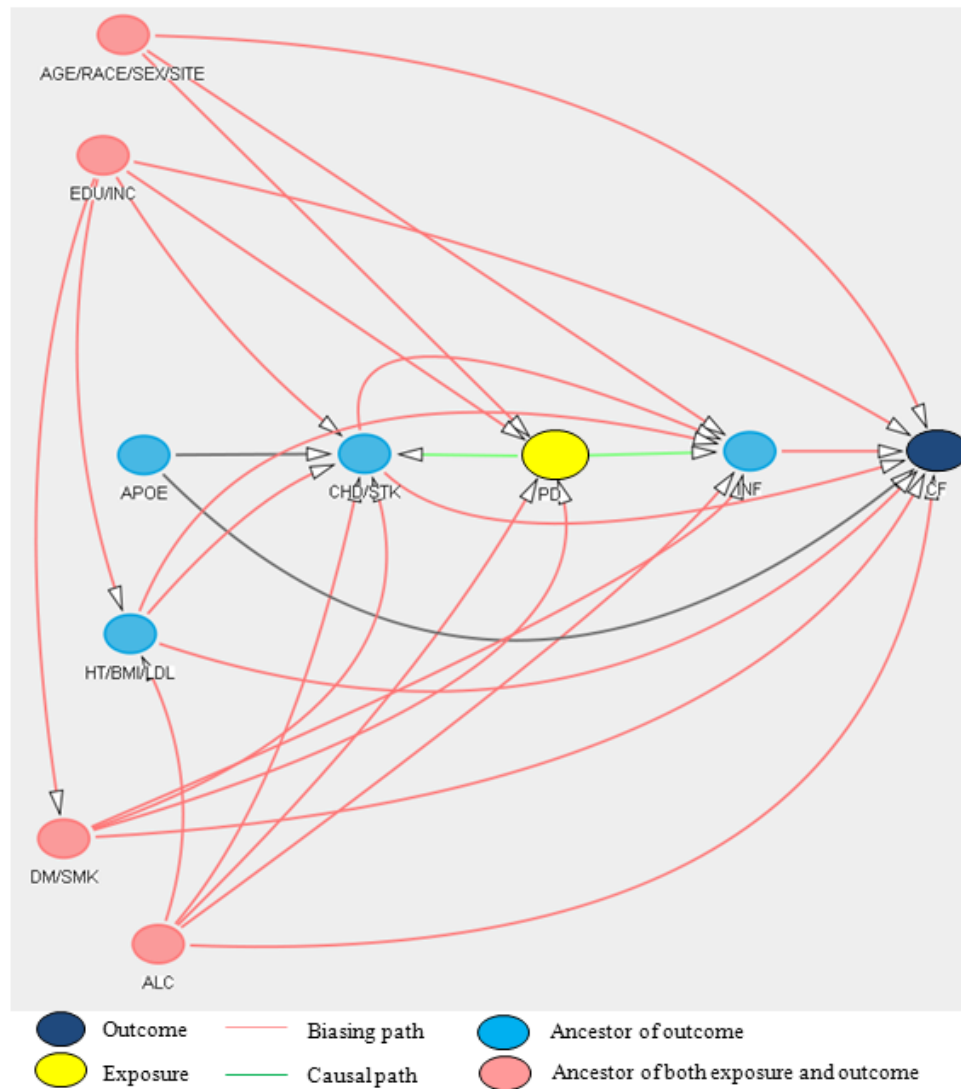 AGE/RACE/SEX/SITE
EDU/INC
APOE
CHD/STK
PD
INF
CF
HT/BMI/LDL
DM/SMK
ALC
Outcome
Biasing path
Ancestor of outcome
Exposure
Causal path
Ancestor of both exposure and outcome